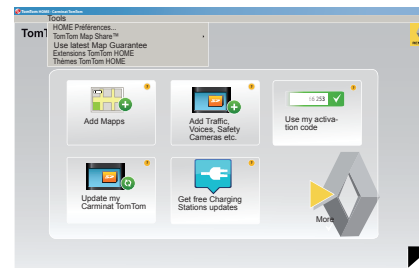 TomTom HOME - Carminat TomTom
Tools
TomT
HOME Préférences...
TomTom Map Share™
Use latest Map Guarantee
Extensions TomTom HOME
Thèmes TomTom HOME
Add Mapps
Add Traffic,
Voices, Safety
Cameras etc.
16 253
Use my activa-
tion code
Update my
Carminat TomTom
Get free Charging
Stations updates
More